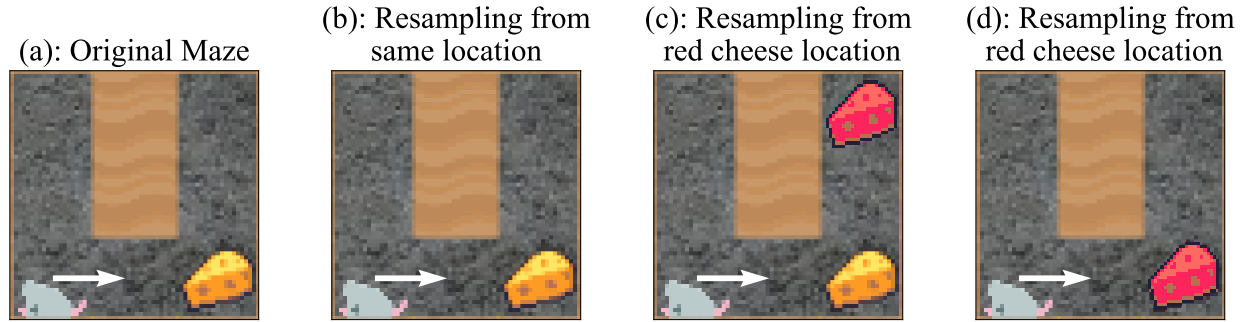 (a): Original Maze
(b): Resampling from
same location
(c): Resampling from
red cheese location
(d): Resampling from
red cheese location